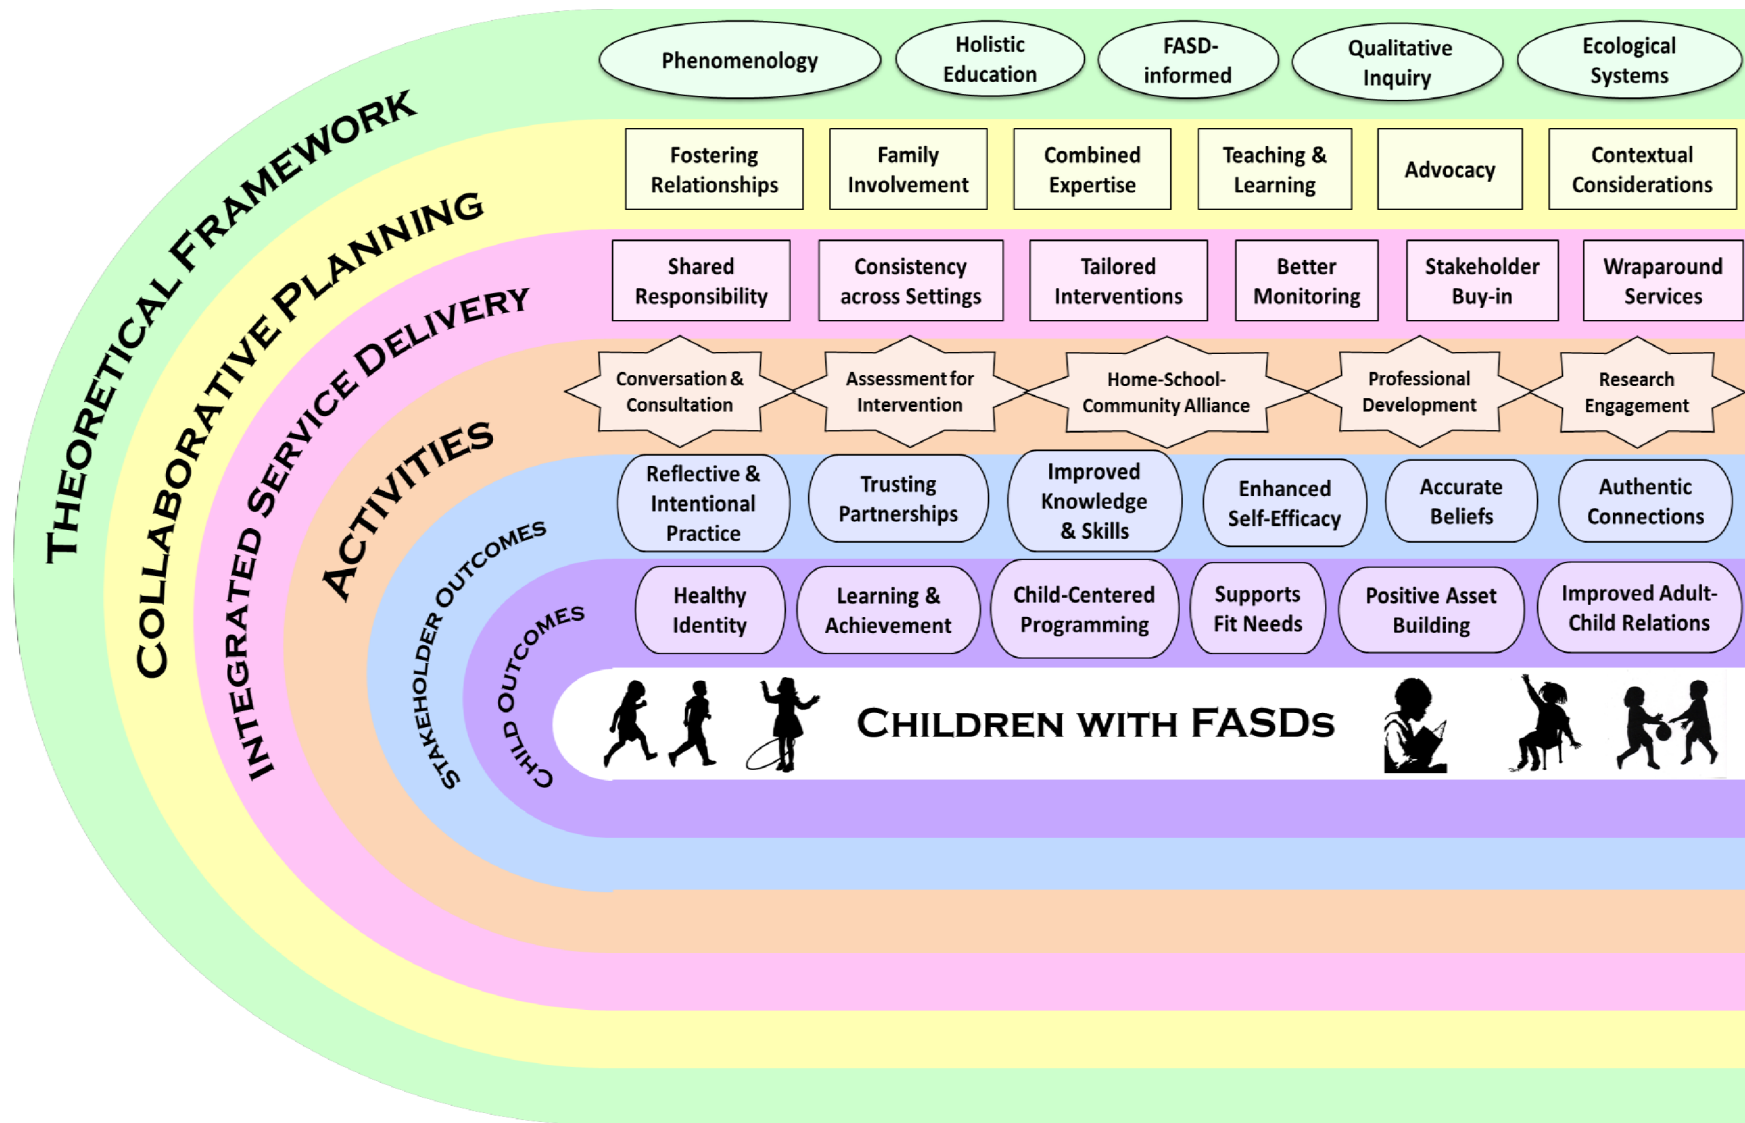 THEORETICAL FRAMEWORK
Phenomenology
Holistic
Education
FASD-
informed
Qualitative
Inquiry
Ecological
Systems
COLLABORATIVE PLANNING
Fostering
Relationships
Family
Involvement
Combined
Expertise
Teaching &
Learning
Advocacy
Contextual
Considerations
INTEGRATED SERVICE DELIVERY
Shared
Responsibility
Consistency
across Settings
Tailored
Interventions
Better
Monitoring
Stakeholder
Buy-in
Wraparound
Services
ACTIVITIES
Conversation &
Consultation
Assessment for
Intervention
Home-School-
Community Alliance
Professional
Development
Research
Engagement
STAKEHOLDER OUTCOMES
Reflective &
Intentional
Practice
Trusting
Partnerships
Improved
Knowledge
& Skills
Enhanced
Self-Efficacy
Accurate
Beliefs
Authentic
Connections
CHILD OUTCOMES
Healthy
Identity
Learning &
Achievement
Child-Centered
Programming
Supports
Fit Needs
Positive Asset
Building
Improved Adult-
Child Relations
CHILDREN WITH FASDS